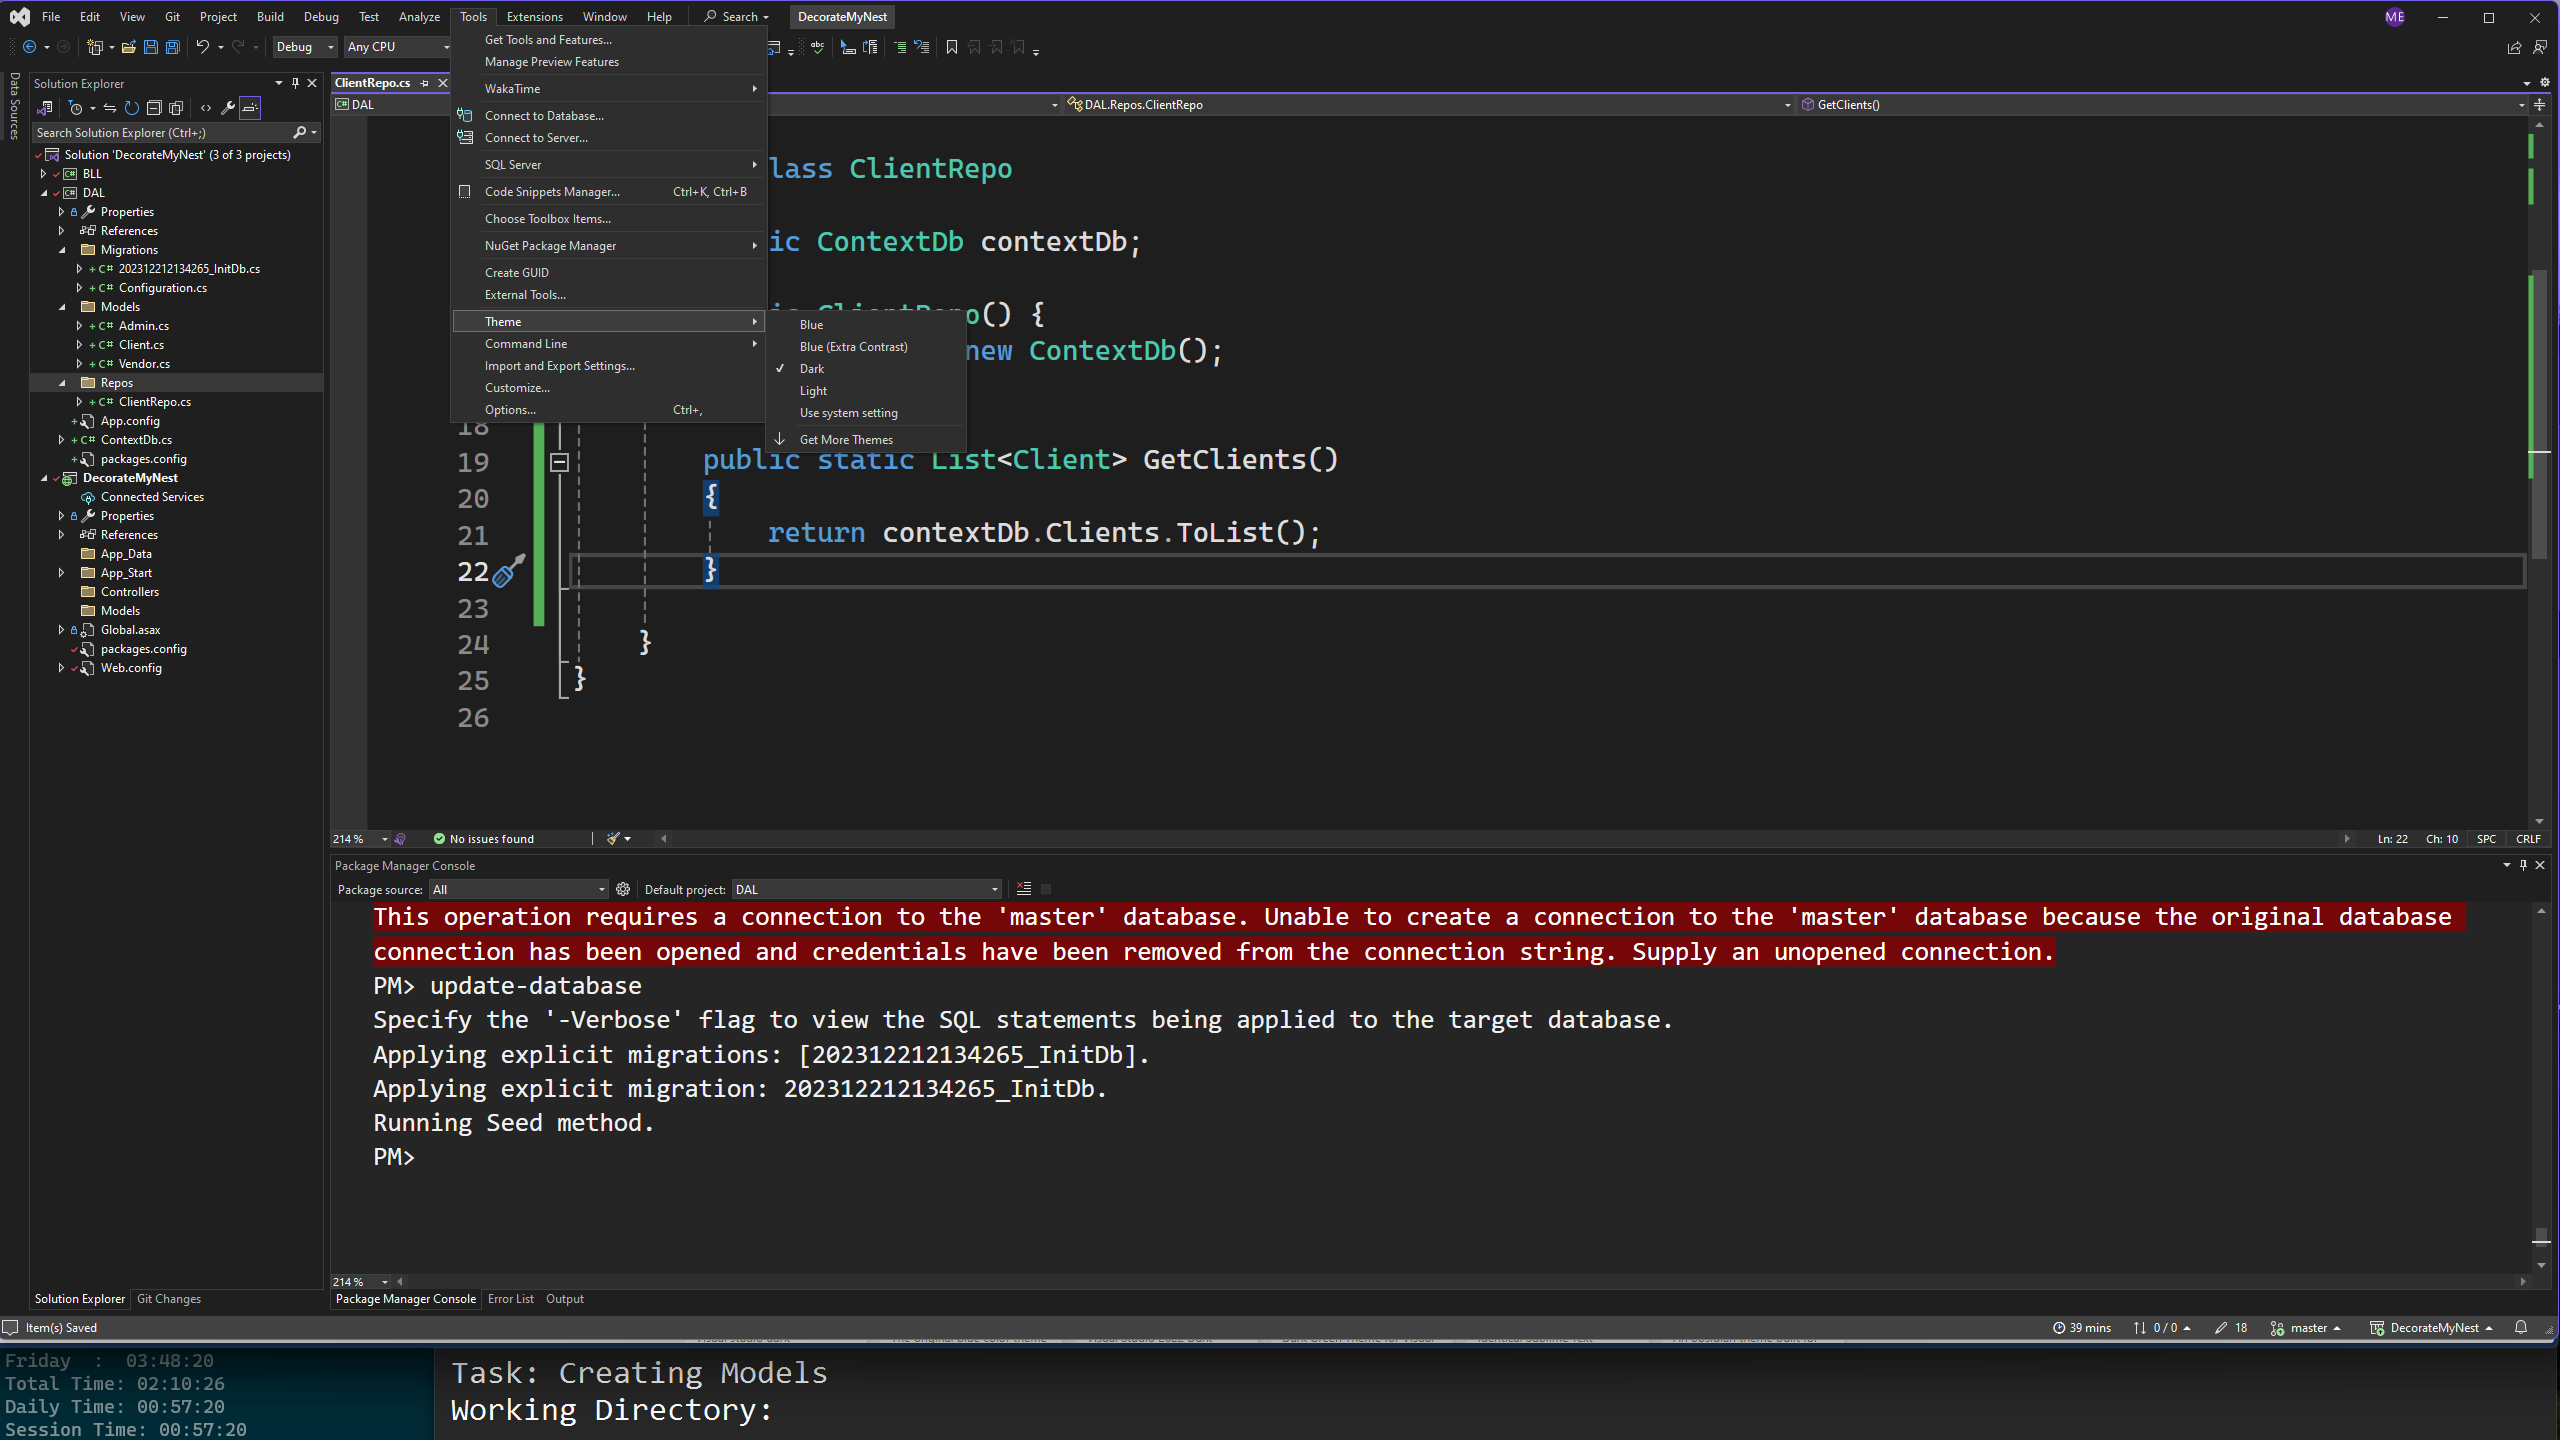 File Edit View Git Project Build Debug Test Analyze Tools Extensions Window Help Search DecorateMyNest ME
Debug Any CPU
Data Sources
Solution Explorer
Search Solution Explorer (Ctrl+;)
Solution 'DecorateMyNest' (3 of 3 projects)
BLL
DAL
Properties
References
Migrations
202312212134265_InitDb.cs
Configuration.cs
Models
Admin.cs
Client.cs
Vendor.cs
Repos
ClientRepo.cs
App.config
ContextDb.cs
packages.config
DecorateMyNest
Connected Services
Properties
References
App_Data
App_Start
Controllers
Models
Global.asax
packages.config
Web.config
Solution Explorer Git Changes
Get Tools and Features...
Manage Preview Features
WakaTime
Connect to Database...
Connect to Server...
SQL Server
Code Snippets Manager... Ctrl+K, Ctrl+B
Choose Toolbox Items...
NuGet Package Manager
Create GUID
External Tools...
Theme
Command Line
Import and Export Settings...
Customize...
Options... Ctrl+,
Blue
Blue (Extra Contrast)
Dark
Light
Use system setting
Get More Themes
ClientRepo.cs
DAL DAL.Repos.ClientRepo GetClients()
lass ClientRepo
ic ContextDb contextDb;
o() {
new ContextDb();
18
19 public static List<Client> GetClients()
20 {
21 return contextDb.Clients.ToList();
22 }
23
24 }
25 }
26
214 % No issues found Ln: 22 Ch: 10 SPC CRLF
Package Manager Console
Package source: All Default project: DAL
This operation requires a connection to the 'master' database. Unable to create a connection to the 'master' database because the original database
connection has been opened and credentials have been removed from the connection string. Supply an unopened connection.
PM> update-database
Specify the '-Verbose' flag to view the SQL statements being applied to the target database.
Applying explicit migrations: [202312212134265_InitDb].
Applying explicit migration: 202312212134265_InitDb.
Running Seed method.
PM>
214 %
Package Manager Console Error List Output
Item(s) Saved 39 mins 0 / 0 18 master DecorateMyNest
Friday : 03:48:20
Total Time: 02:10:26
Daily Time: 00:57:20
Session Time: 00:57:20
Task: Creating Models
Working Directory: